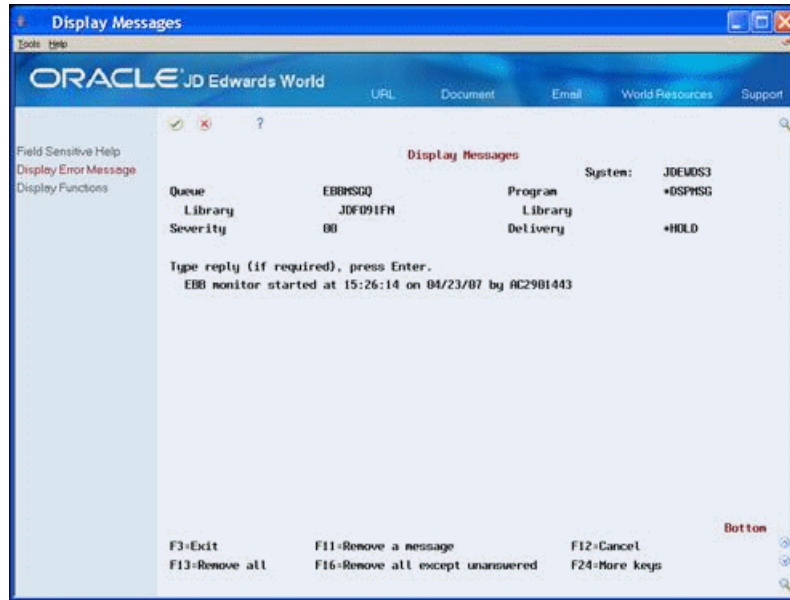 Display Messages
Tools Help
ORACLE JD Edwards World
URL Document Email World Resources Support
?
Field Sensitive Help
Display Error Message
Display Functions
Display Messages
System: JDEWDS3
Queue EBBMSGQ Program *DSPMSG
Library JDF091FN Library
Severity 00 Delivery *HOLD
Type reply (if required), press Enter.
EBB monitor started at 15:26:14 on 04/23/07 by AC2901443
Bottom
F3=Exit F11=Remove a message F12=Cancel
F13=Remove all F16=Remove all except unanswered F24=More keys